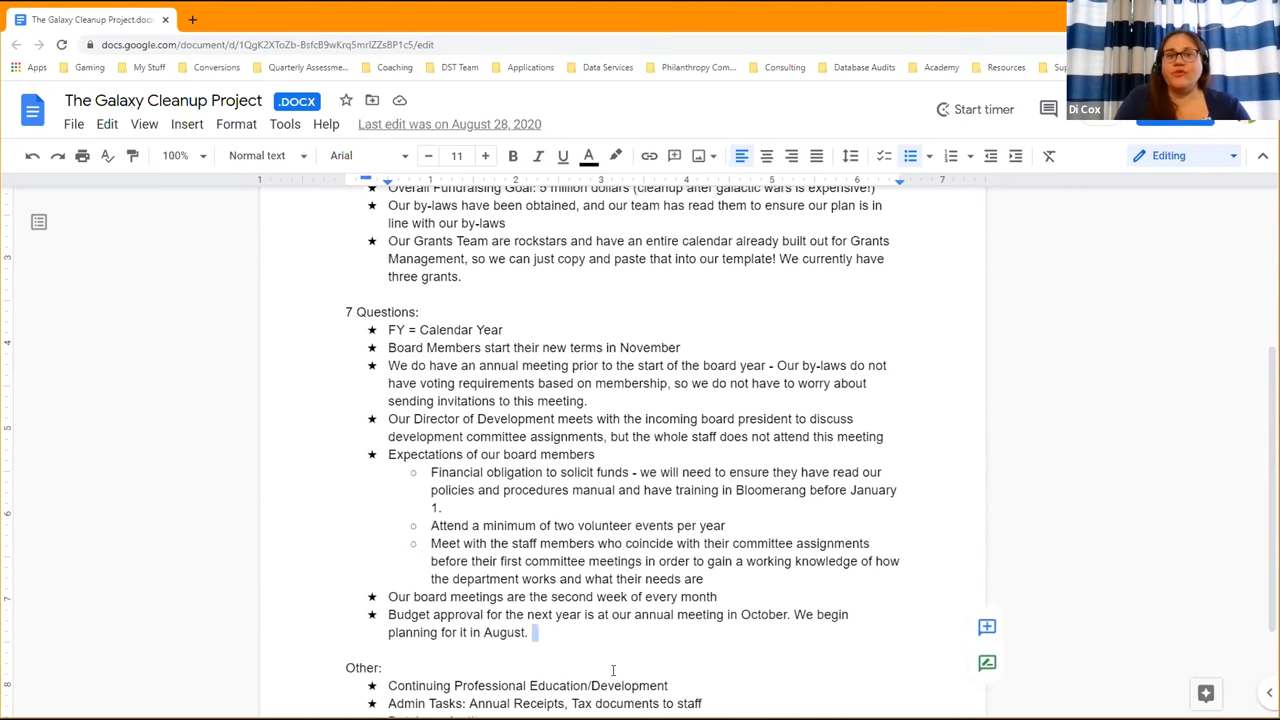 The Galaxy Cleanup Project.docx
docs.google.com/document/d/1QgK2XToZb-BsfcB9wKrq5mrIZZsBP1c5/edit
Apps Gaming My Stuff Conversions Quarterly Assessme... Coaching DST Team Applications Data Services Philanthropy Com... Consulting Database Audits Academy Resources
Di Cox
The Galaxy Cleanup Project .DOCX
Start timer
File Edit View Insert Format Tools Help Last edit was on August 28, 2020
100% Normal text Arial 11 B I U A Editing
1 1 2 3 4 5 6 7
Overall Fundraising Goal: 5 million dollars (cleanup after galactic wars is expensive!)
★ Our by-laws have been obtained, and our team has read them to ensure our plan is in
line with our by-laws
★ Our Grants Team are rockstars and have an entire calendar already built out for Grants
Management, so we can just copy and paste that into our template! We currently have
three grants.
7 Questions:
★ FY = Calendar Year
★ Board Members start their new terms in November
★ We do have an annual meeting prior to the start of the board year - Our by-laws do not
have voting requirements based on membership, so we do not have to worry about
sending invitations to this meeting.
★ Our Director of Development meets with the incoming board president to discuss
development committee assignments, but the whole staff does not attend this meeting
★ Expectations of our board members
○ Financial obligation to solicit funds - we will need to ensure they have read our
policies and procedures manual and have training in Bloomerang before January
1.
○ Attend a minimum of two volunteer events per year
○ Meet with the staff members who coincide with their committee assignments
before their first committee meetings in order to gain a working knowledge of how
the department works and what their needs are
★ Our board meetings are the second week of every month
★ Budget approval for the next year is at our annual meeting in October. We begin
planning for it in August.
Other:
★ Continuing Professional Education/Development
★ Admin Tasks: Annual Receipts, Tax documents to staff
3
4
5
6
7
8